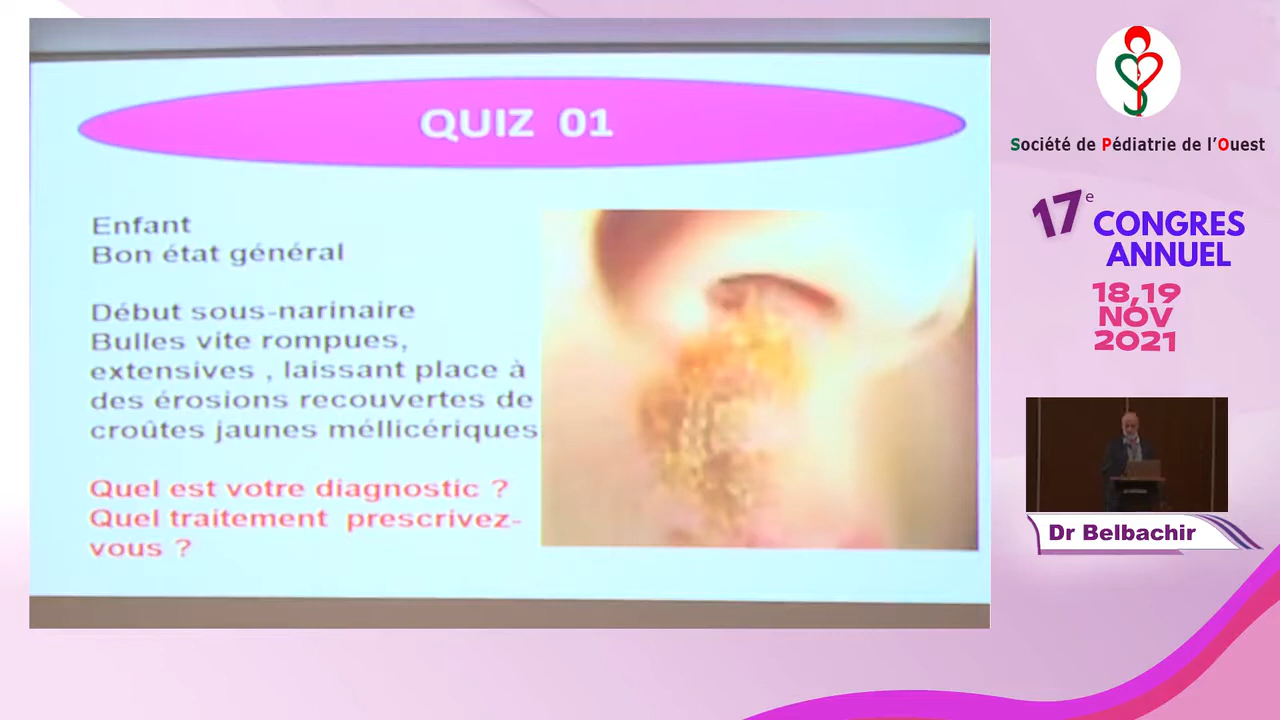 QUIZ 01
Enfant
Bon état général
Début sous-narinaire
Bulles vite rompues,
extensives , laissant place à
des érosions recouvertes de
croûtes jaunes méllicériques
Quel est votre diagnostic ?
Quel traitement prescrivez-
vous ?
Société de Pédiatrie de l'Ouest
17e CONGRES
ANNUEL
18,19
NOV
2021
Dr Belbachir